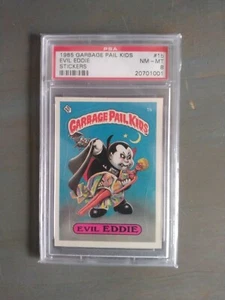 PSA
1985 GARBAGE PAIL KIDS
EVIL EDDIE
STICKERS
NM - MT
8
20701001
GARBAGE PAIL KIDS
EVIL EDDIE